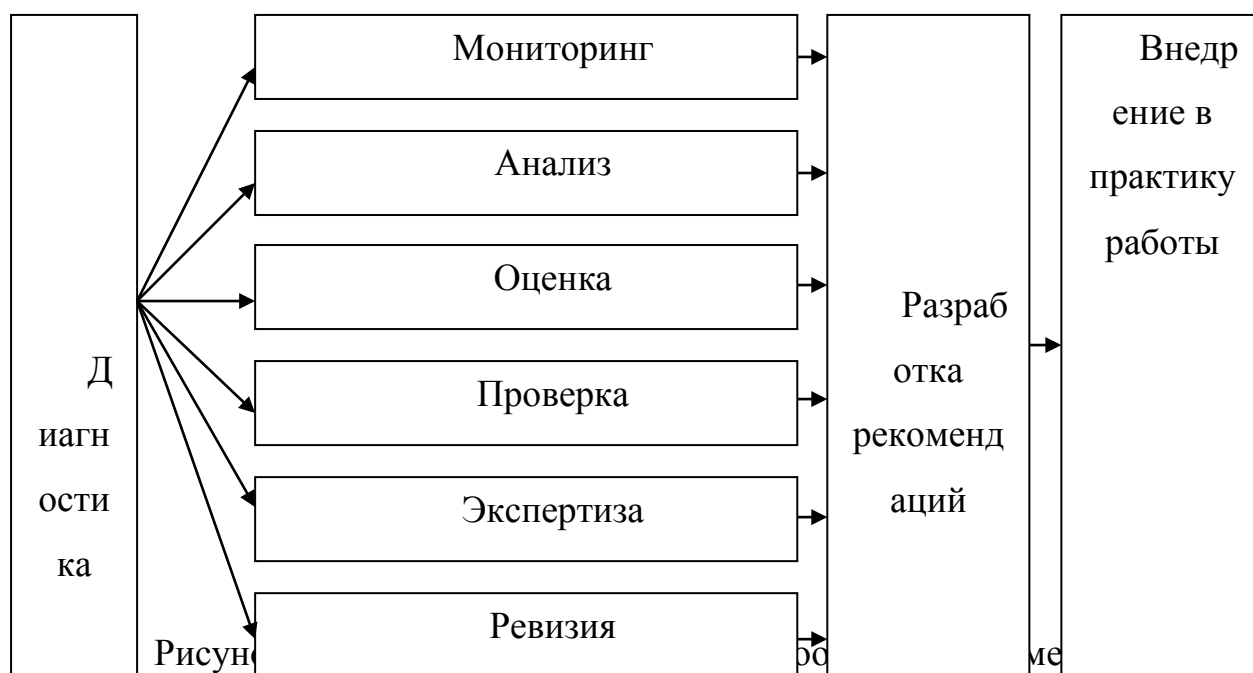 Д
иагн
ости
ка
Мониторинг
Анализ
Оценка
Проверка
Экспертиза
Ревизия
Разраб
отка
рекоменд
аций
Внедр
ение в
практику
работы